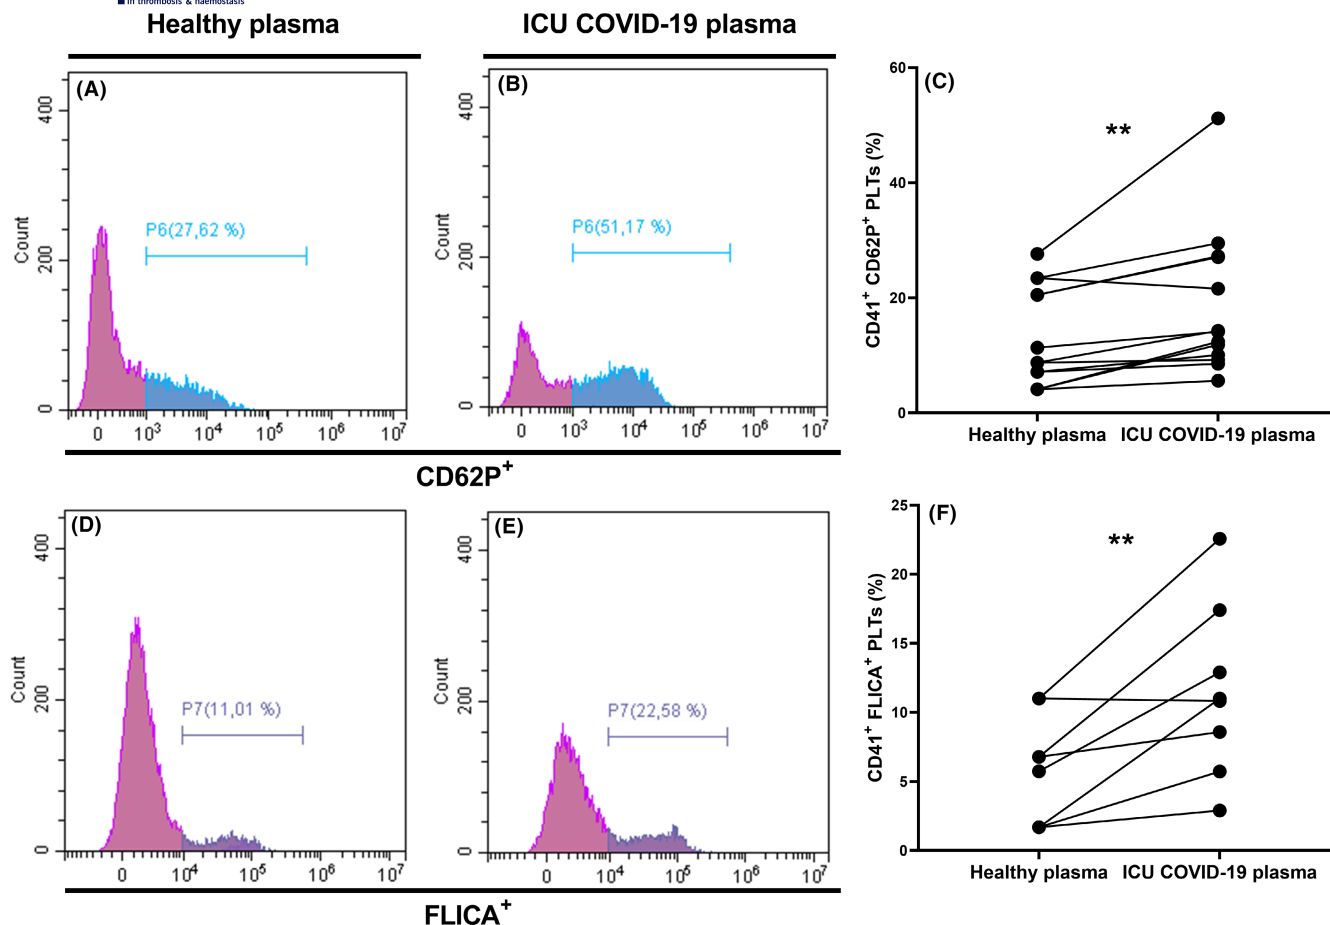 in thrombosis & haemostasis
Healthy plasma
ICU COVID-19 plasma
(A)
400
200
0
Count
P6(27,62 %)
0 10³ 10⁴ 10⁵ 10⁶ 10⁷
(B)
400
200
0
Count
P6(51,17 %)
0 10³ 10⁴ 10⁵ 10⁶ 10⁷
CD62P⁺
(C)
60
40
20
0
CD41⁺ CD62P⁺ PLTs (%)
**
Healthy plasma ICU COVID-19 plasma
(D)
400
200
0
Count
P7(11,01 %)
0 10⁴ 10⁵ 10⁶ 10⁷
(E)
400
200
0
Count
P7(22,58 %)
0 10⁴ 10⁵ 10⁶ 10⁷
FLICA⁺
(F)
25
20
15
10
5
0
CD41⁺ FLICA⁺ PLTs (%)
**
Healthy plasma ICU COVID-19 plasma